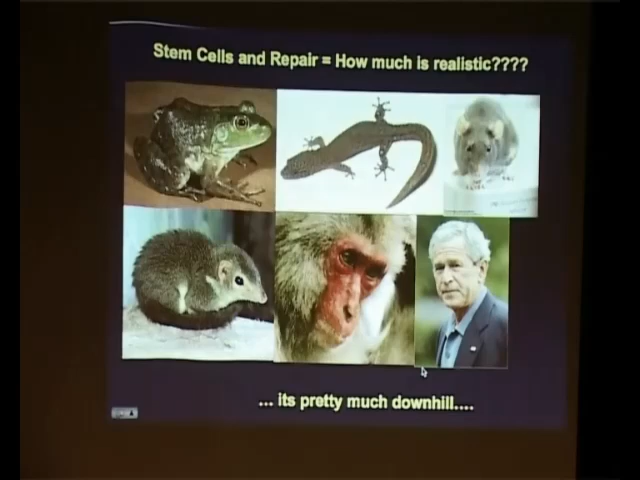 Stem Cells and Repair = How much is realistic????
... its pretty much downhill....